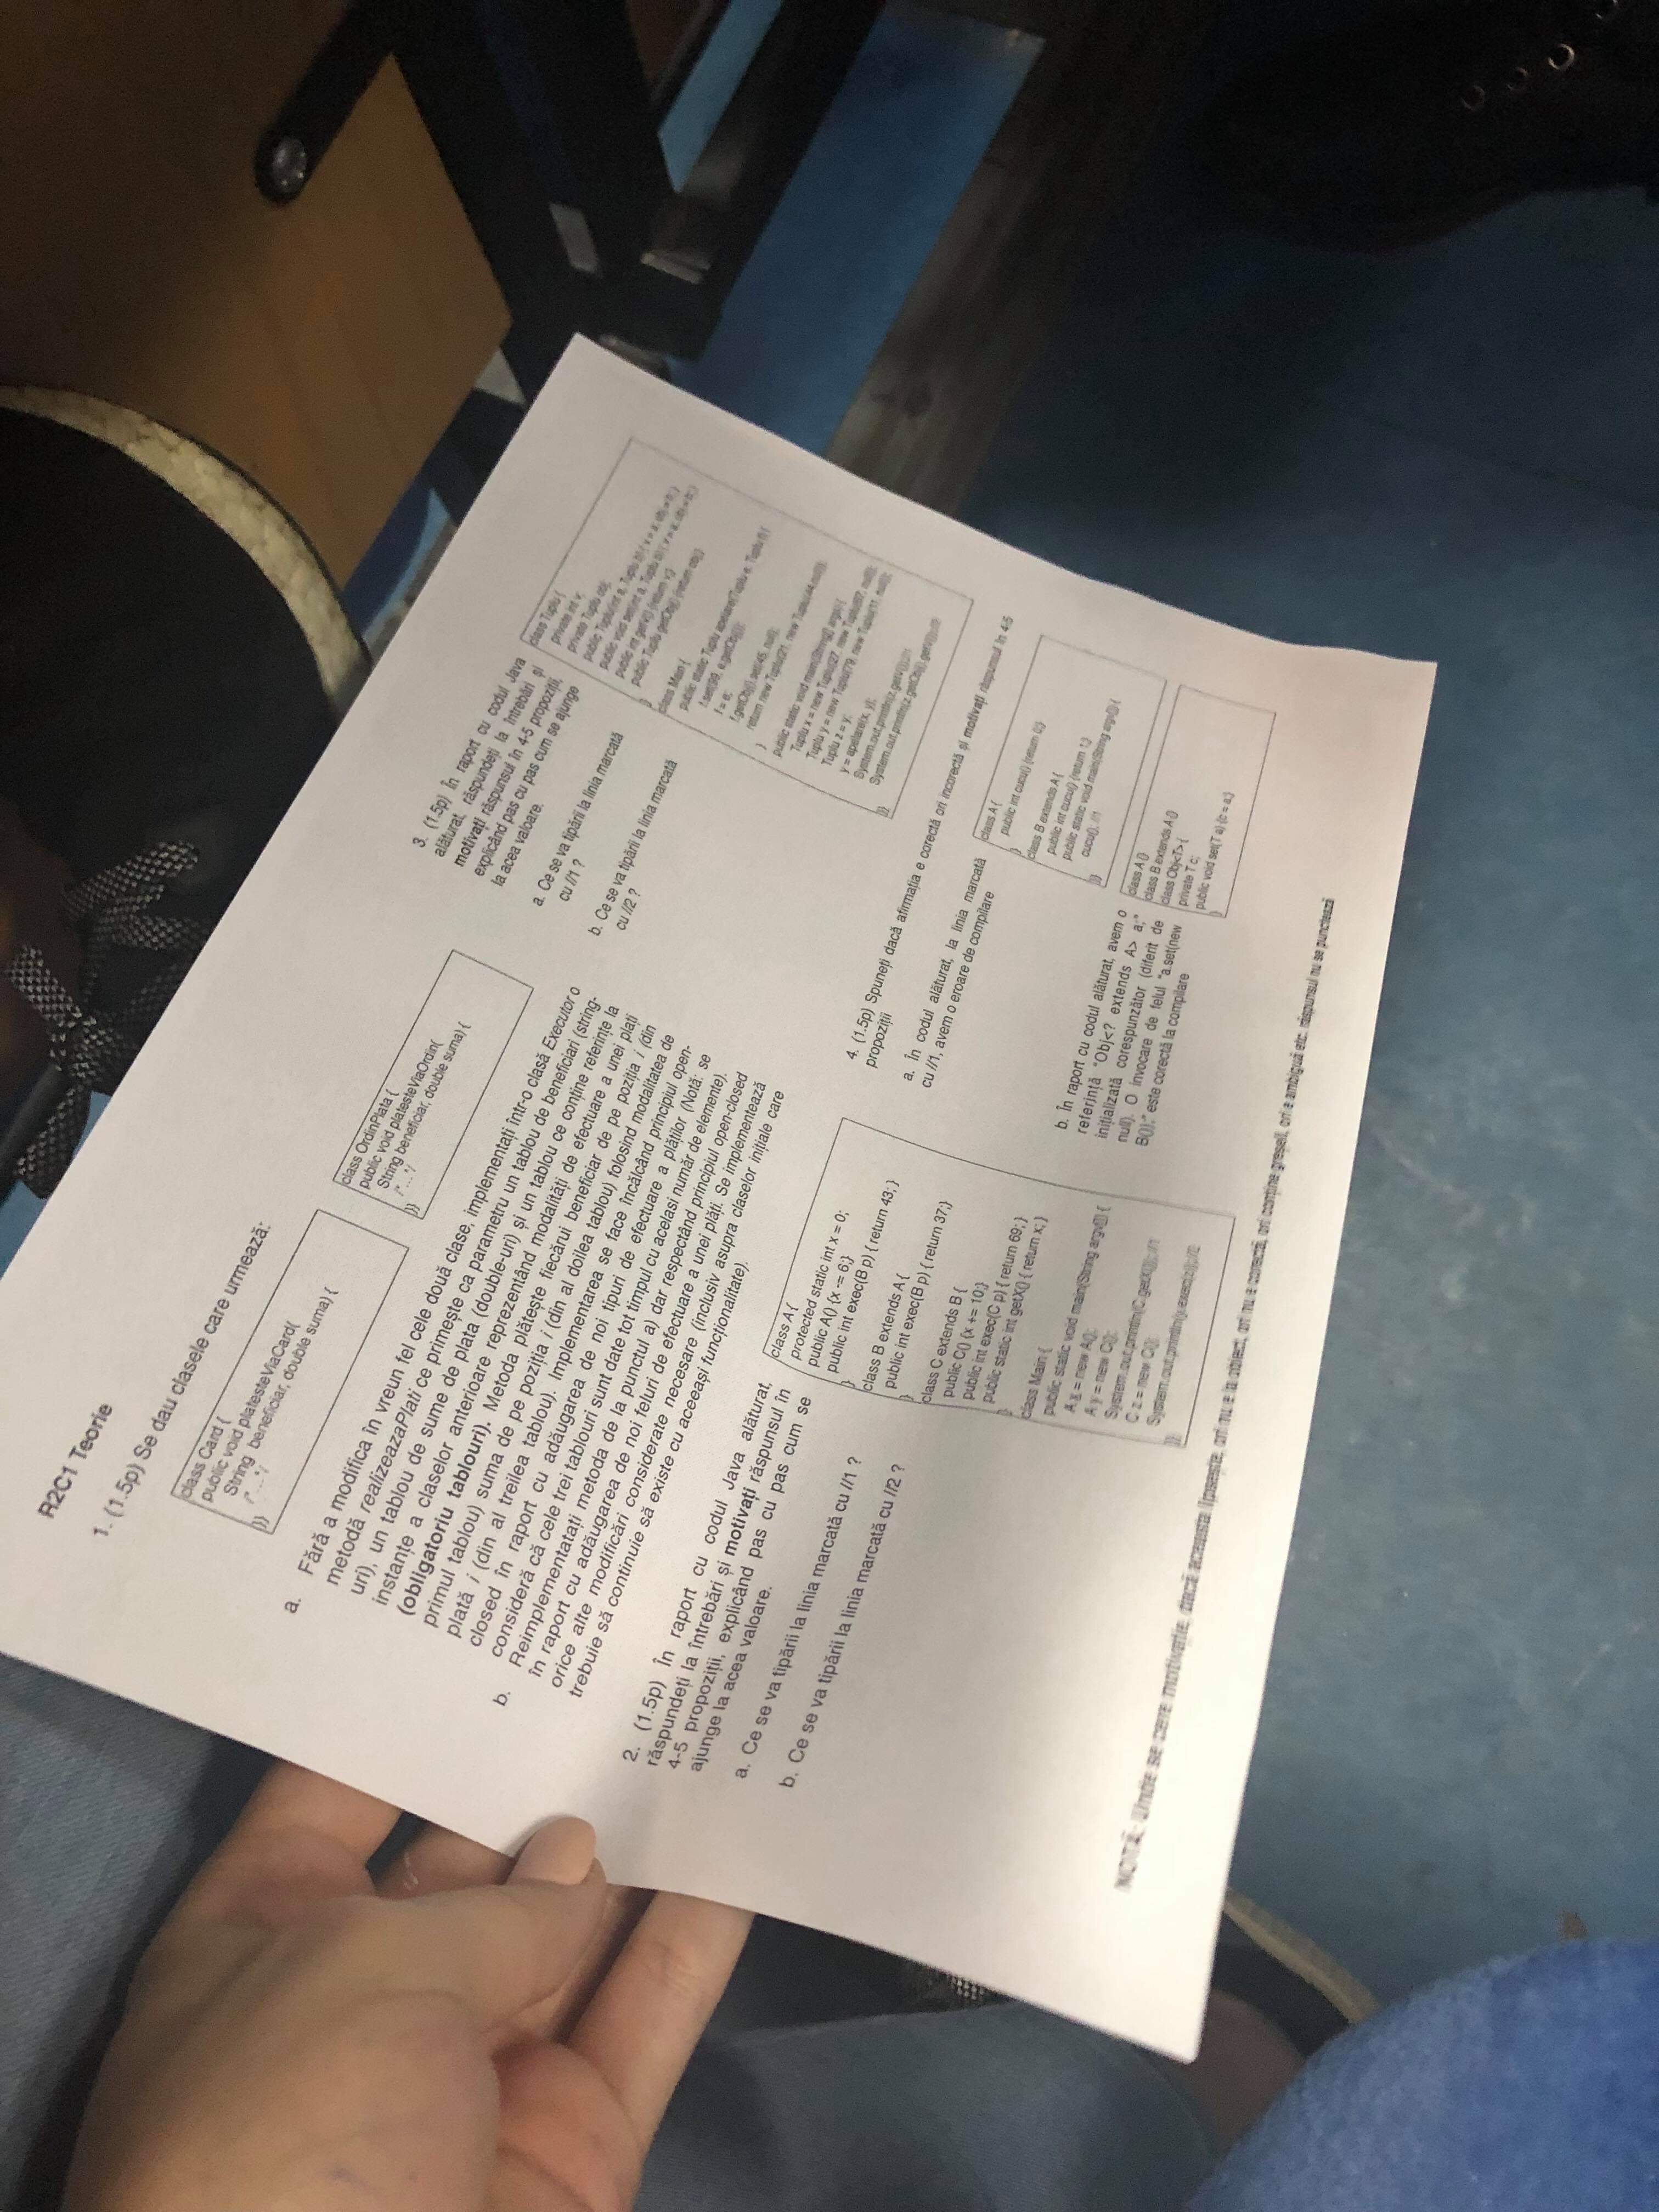 R2C1 Teorie
1. (1.5p) Se dau clasele care urmează:
class Card {
public void platesteViaCard(
String beneficiar, double suma) {
/*...*/
}}
class OrdinPlata {
public void platesteViaOrdin(
String beneficiar, double suma) {
/*...*/
}}
a. Fără a modifica în vreun fel cele două clase, implementați într-o clasă Executor o
metodă realizeazaPlati ce primește ca parametru un tablou de beneficiari (string-
uri), un tablou de sume de plata (double-uri) și un tablou ce conține referințe la
instanțe a claselor anterioare reprezentând modalități de efectuare a unei plați
(obligatoriu tablouri). Metoda plătește fiecărui beneficiar de pe poziția i (din
primul tablou) suma de pe poziția i (din al doilea tablou) folosind modalitatea de
plată i (din al treilea tablou). Implementarea se face încălcând principiul open-
closed în raport cu adăugarea de noi tipuri de efectuare a plăților (Notă: se
consideră că cele trei tablouri sunt date tot timpul cu acelasi număr de elemente).
b. Reimplementatați metoda de la punctul a) dar respectând principiul open-closed
în raport cu adăugarea de noi feluri de efectuare a unei plăți. Se implementează
orice alte modificări considerate necesare (inclusiv asupra claselor inițiale care
trebuie să continuie să existe cu aceeași funcționalitate).
2. (1.5p) În raport cu codul Java alăturat,
răspundeți la întrebări și motivați răspunsul în
4-5 propoziții, explicând pas cu pas cum se
ajunge la acea valoare.
a. Ce se va tipării la linia marcată cu //1 ?
b. Ce se va tipării la linia marcată cu //2 ?
class A {
protected static int x = 0;
public A() {x -= 6;}
public int exec(B p) { return 43; }
}
class B extends A {
public int exec(B p) { return 37;}
}
class C extends B {
public C() {x += 10;}
public int exec(C p) { return 69; }
public static int getX() { return x; }
}
class Main {
public static void main(String argv[]) {
A x = new A();
A y = new C();
System.out.println(C.getX()); //1
C z = new C();
System.out.println(y.exec(z)); //2
}}
3. (1.5p) În raport cu codul Java
alăturat, răspundeți la întrebări și
motivați răspunsul în 4-5 propoziții,
explicând pas cu pas cum se ajunge
la acea valoare.
a. Ce se va tipării la linia marcată
cu //1 ?
b. Ce se va tipării la linia marcată
cu //2 ?
class Tuplu {
private int v;
private Tuplu obj;
public Tuplu(int a, Tuplu b) { v = a; obj = b; }
public void set(int a, Tuplu b) { v = a; obj = b; }
public int getV() {return v;}
public Tuplu getObj() {return obj;}
}
class Main {
public static Tuplu apelare(Tuplu e, Tuplu f) {
f.set(99, e.getObj());
f = e;
f.getObj().set(45, null);
return new Tuplu(21, new Tuplu(44,null));
}
public static void main(String[] args) {
Tuplu x = new Tuplu(27, new Tuplu( null));
Tuplu y = new Tuplu(79, new Tuplu(11, null));
Tuplu z = y;
y = apelare(x, y);
System.out.println(z.getV()); //1
System.out.println(z.getObj().getV()); //2
}}
4. (1.5p) Spuneți dacă afirmația e corectă ori incorectă și motivați răspunsul în 4-5
propoziții
a. În codul alăturat, la linia marcată
cu //1, avem o eroare de compilare
class A {
public int cucu() {return 0;}
}
class B extends A {
public int cucu() {return 1;}
public static void main(String argv[]) {
cucu(); //1
}}
b. În raport cu codul alăturat, avem o
referință "Obj<? extends A> a;"
inițializată corespunzător (diferit de
null). O invocare de felul "a.set(new
B());" este corectă la compilare
class A {}
class B extends A {}
class Obj<T> {
private T c;
public void set(T a) {c = a;}
}
NOTĂ: Unde se cere motivație, dacă aceasta lipsește, ori nu e la obiect, ori nu e corectă, ori conține greșeli, ori e ambiguă etc. răspunsul nu se punctează